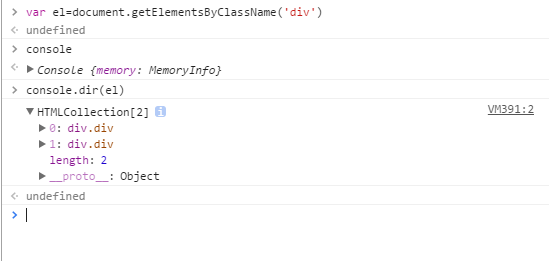 var el=document.getElementsByClassName('div')
undefined
console
Console {memory: MemoryInfo}
console.dir(el)
HTMLCollection[2] i VM391:2
0: div.div
1: div.div
length: 2
__proto__: Object
undefined